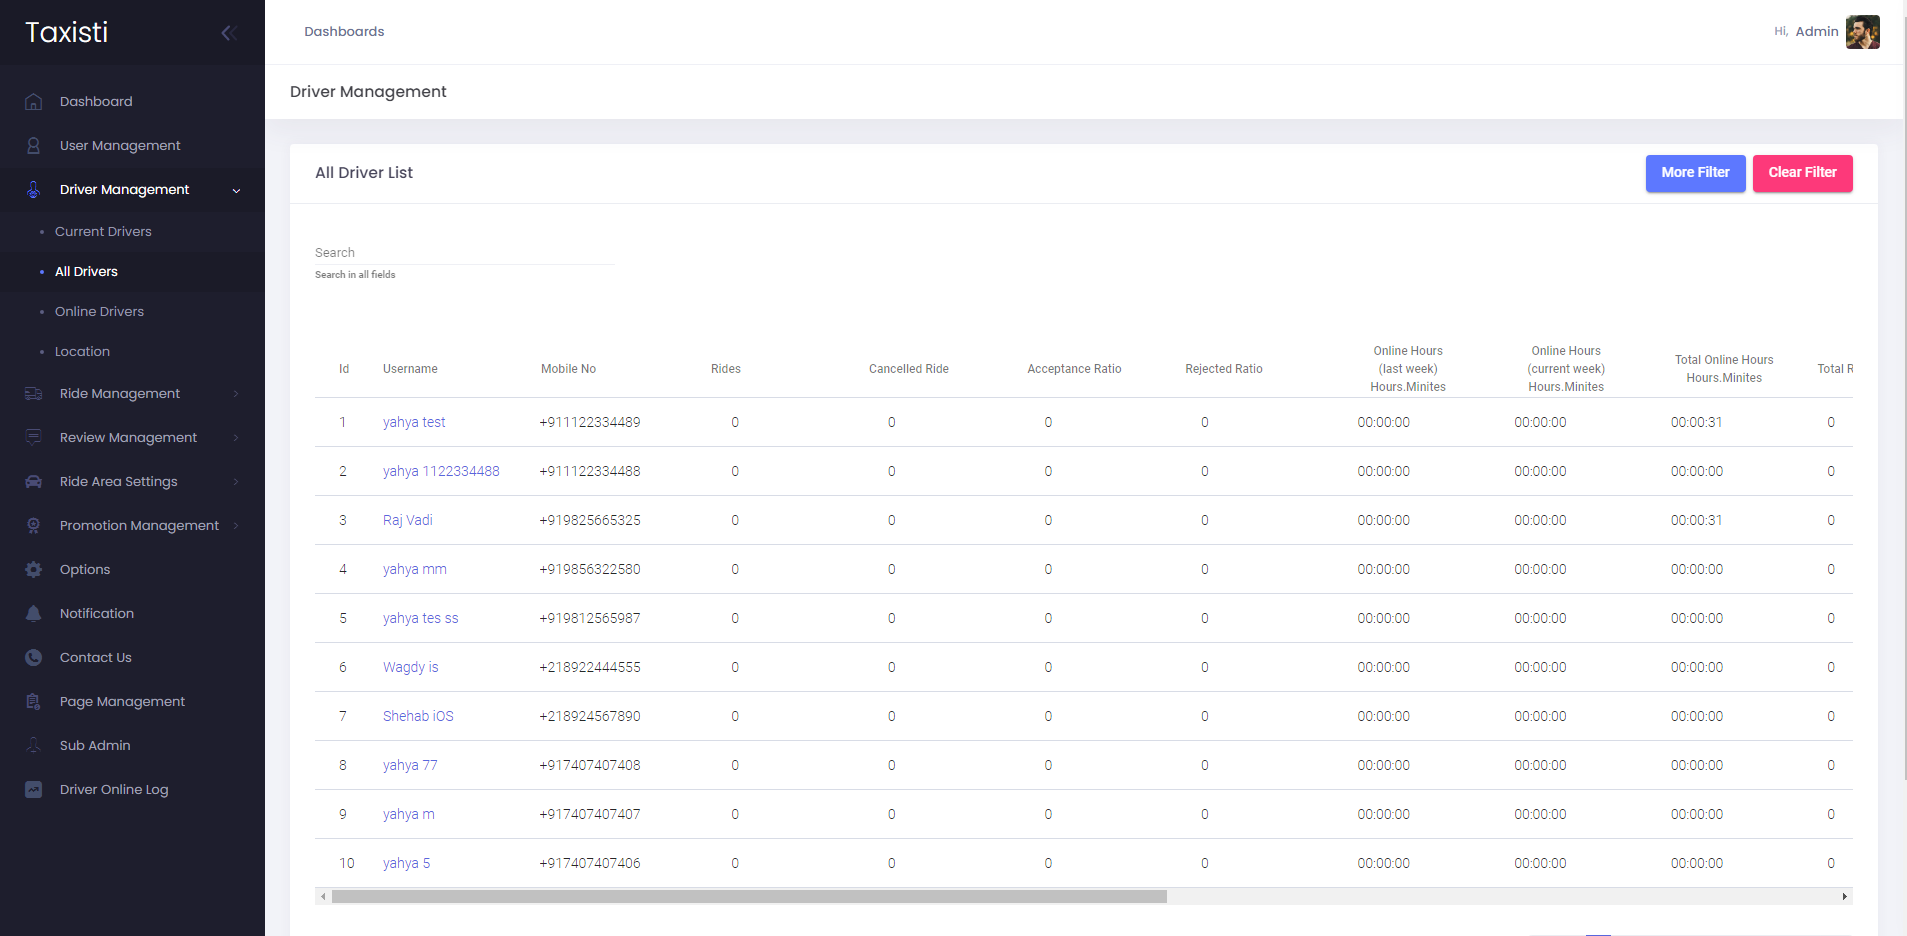 Taxisti
Dashboards
Hi, Admin
Driver Management
Dashboard
User Management
Driver Management
Current Drivers
All Drivers
Online Drivers
Location
Ride Management
Review Management
Ride Area Settings
Promotion Management
Options
Notification
Contact Us
Page Management
Sub Admin
Driver Online Log
All Driver List
More Filter
Clear Filter
Search
Search in all fields
Id Username Mobile No Rides Cancelled Ride Acceptance Ratio Rejected Ratio Online Hours (last week) Hours.Minites Online Hours (current week) Hours.Minites Total Online Hours Hours.Minites Total R
1 yahya test +911122334489 0 0 0 0 00:00:00 00:00:00 00:00:31 0
2 yahya 1122334488 +911122334488 0 0 0 0 00:00:00 00:00:00 00:00:00 0
3 Raj Vadi +919825665325 0 0 0 0 00:00:00 00:00:00 00:00:31 0
4 yahya mm +919856322580 0 0 0 0 00:00:00 00:00:00 00:00:00 0
5 yahya tes ss +919812565987 0 0 0 0 00:00:00 00:00:00 00:00:00 0
6 Wagdy is +218922444555 0 0 0 0 00:00:00 00:00:00 00:00:00 0
7 Shehab iOS +218924567890 0 0 0 0 00:00:00 00:00:00 00:00:00 0
8 yahya 77 +917407407408 0 0 0 0 00:00:00 00:00:00 00:00:00 0
9 yahya m +917407407407 0 0 0 0 00:00:00 00:00:00 00:00:00 0
10 yahya 5 +917407407406 0 0 0 0 00:00:00 00:00:00 00:00:00 0